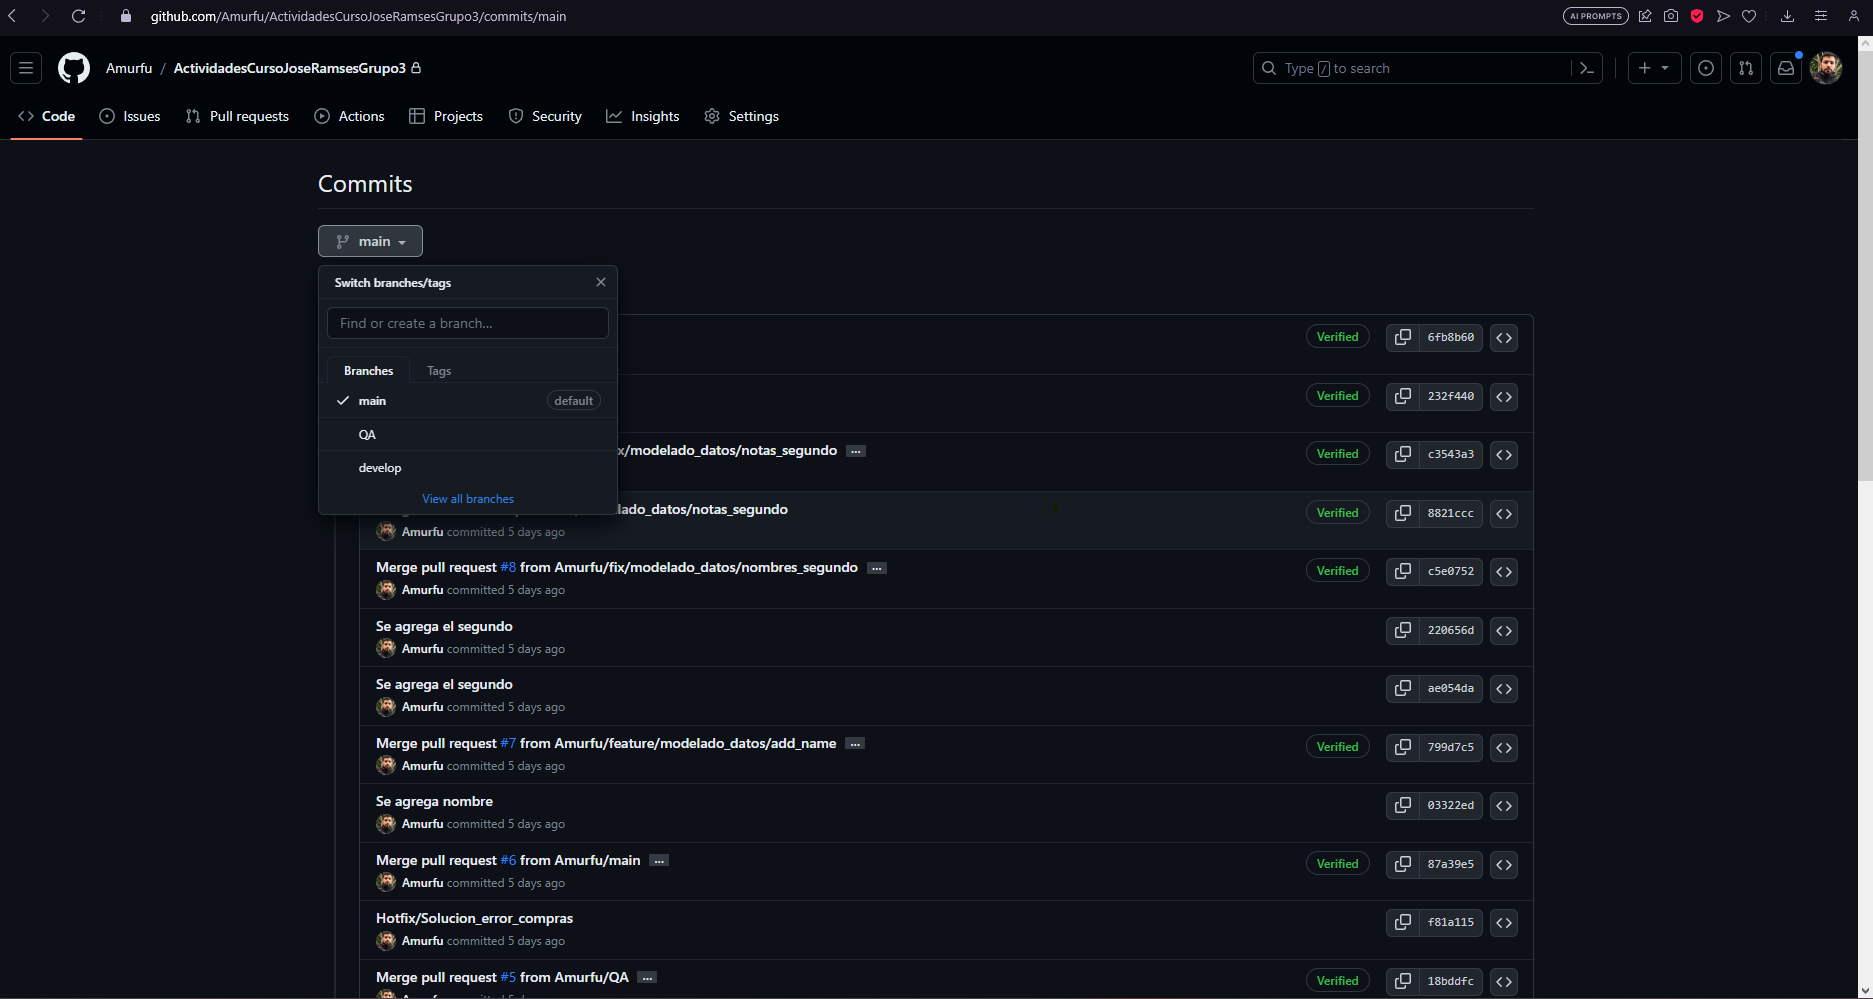 github.com/Amurfu/ActividadesCursoJoseRamsesGrupo3/commits/main
AI PROMPTS
Amurfu / ActividadesCursoJoseRamsesGrupo3
Type / to search
Code
Issues
Pull requests
Actions
Projects
Security
Insights
Settings
Commits
main
Switch branches/tags
Find or create a branch...
Branches
Tags
main
default
QA
develop
View all branches
Verified 6fb8b60
Verified 232f440
x/modelado_datos/notas_segundo ...
Verified c3543a3
lado_datos/notas_segundo
Amurfu committed 5 days ago
Verified 8821ccc
Merge pull request #8 from Amurfu/fix/modelado_datos/nombres_segundo ...
Amurfu committed 5 days ago
Verified c5e0752
Se agrega el segundo
Amurfu committed 5 days ago
220656d
Se agrega el segundo
Amurfu committed 5 days ago
ae054da
Merge pull request #7 from Amurfu/feature/modelado_datos/add_name ...
Amurfu committed 5 days ago
Verified 799d7c5
Se agrega nombre
Amurfu committed 5 days ago
03322ed
Merge pull request #6 from Amurfu/main ...
Amurfu committed 5 days ago
Verified 87a39e5
Hotfix/Solucion_error_compras
Amurfu committed 5 days ago
f81a115
Merge pull request #5 from Amurfu/QA ...
Verified 18bddfc